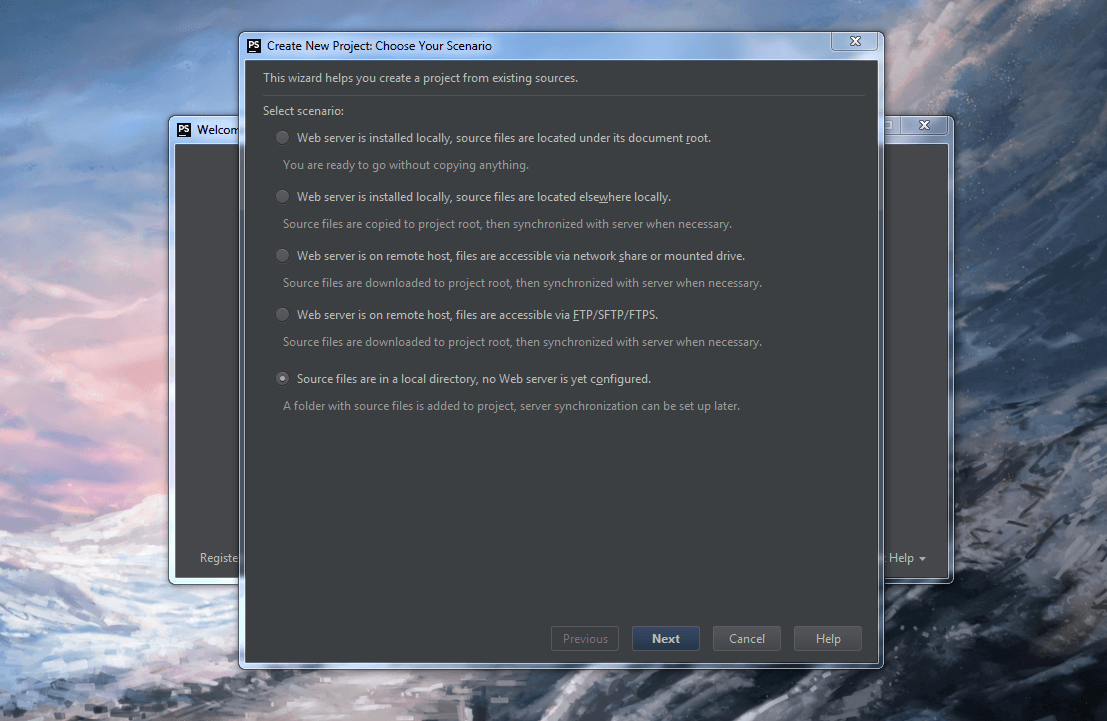 PS Create New Project: Choose Your Scenario
This wizard helps you create a project from existing sources.
Select scenario:
PS Welcom
Web server is installed locally, source files are located under its document root.
You are ready to go without copying anything.
Web server is installed locally, source files are located elsewhere locally.
Source files are copied to project root, then synchronized with server when necessary.
Web server is on remote host, files are accessible via network share or mounted drive.
Source files are downloaded to project root, then synchronized with server when necessary.
Web server is on remote host, files are accessible via FTP/SFTP/FTPS.
Source files are downloaded to project root, then synchronized with server when necessary.
Source files are in a local directory, no Web server is yet configured.
A folder with source files is added to project, server synchronization can be set up later.
Registe
Help
Previous Next Cancel Help